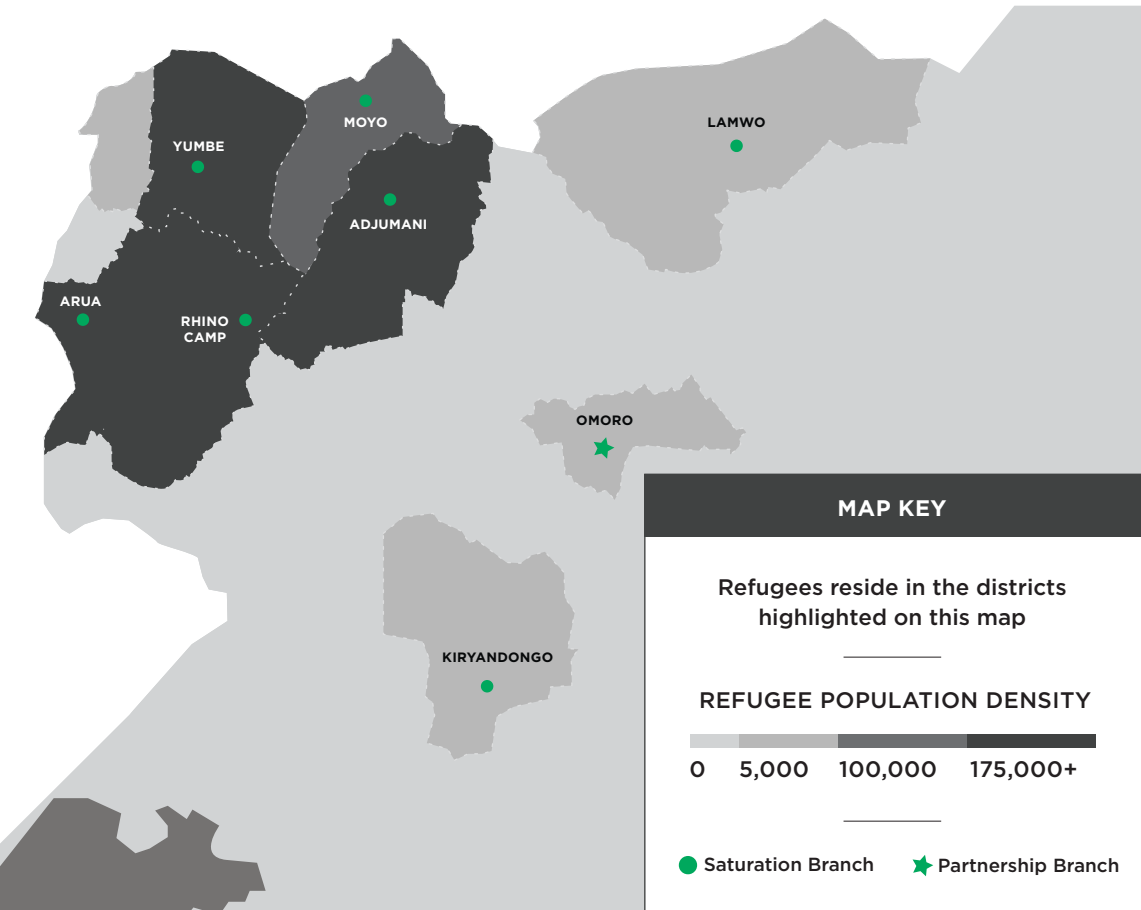 MOYO
LAMWO
YUMBE
ADJUMANI
ARUA
RHINO
CAMP
OMORO
KIRYANDONGO
MAP KEY
Refugees reside in the districts
highlighted on this map
REFUGEE POPULATION DENSITY
0 5,000 100,000 175,000+
Saturation Branch Partnership Branch